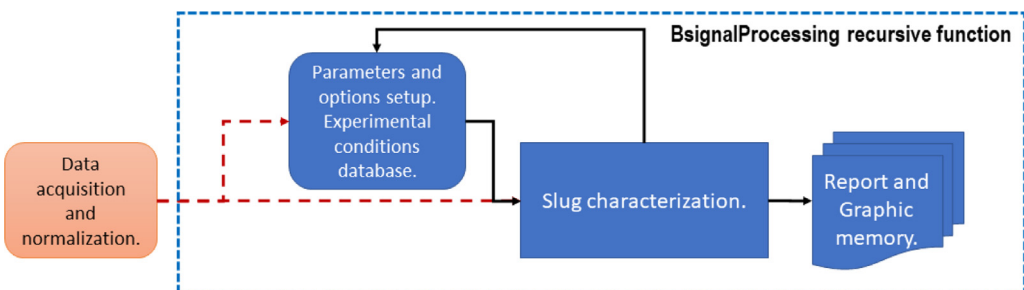 BsignalProcessing recursive function
Parameters and
options setup.
Experimental
conditions
database.
Data
acquisition
and
normalization.
Slug characterization.
Report and
Graphic
memory.